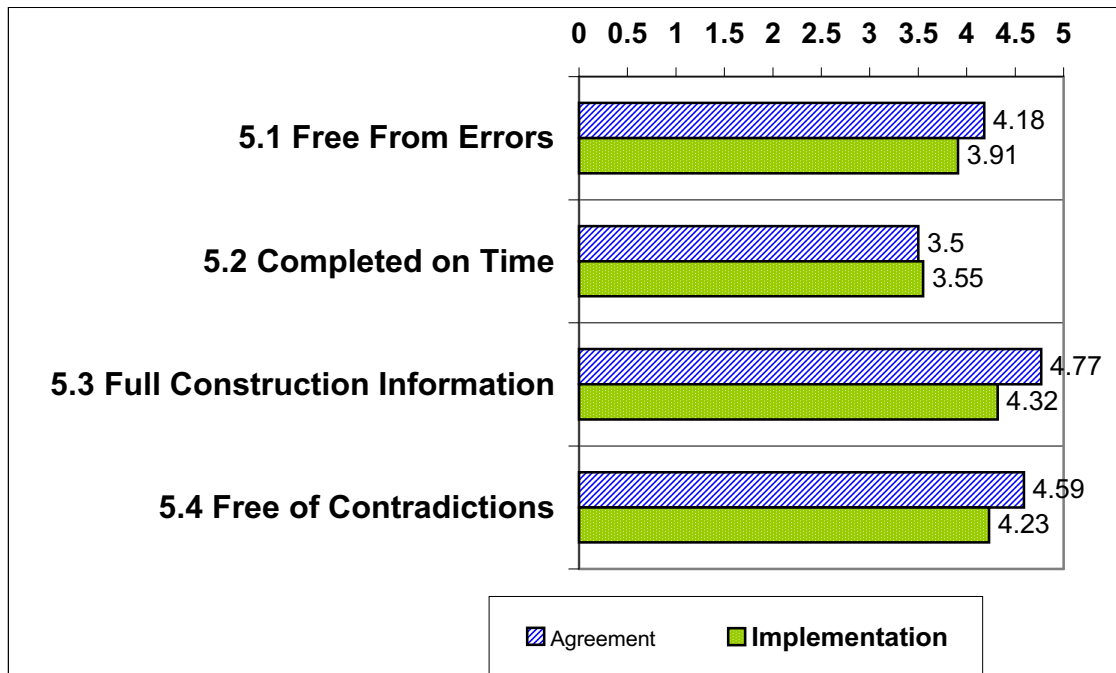 0 0.5 1 1.5 2 2.5 3 3.5 4 4.5 5
5.1 Free From Errors
4.18
3.91
5.2 Completed on Time
3.5
3.55
5.3 Full Construction Information
4.77
4.32
5.4 Free of Contradictions
4.59
4.23
Agreement Implementation